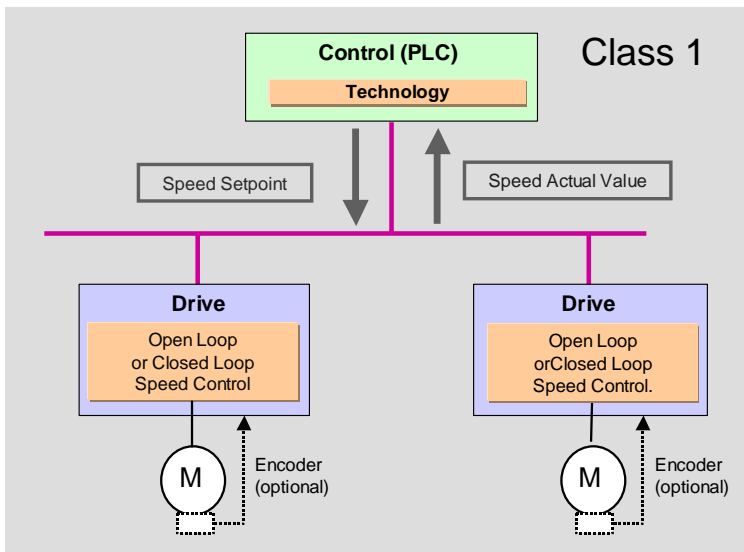 Control (PLC)
Class 1
Technology
Speed Setpoint
Speed Actual Value
Drive
Open Loop
or Closed Loop
Speed Control
M
Encoder
(optional)
Drive
Open Loop
orClosed Loop
Speed Control.
M
Encoder
(optional)